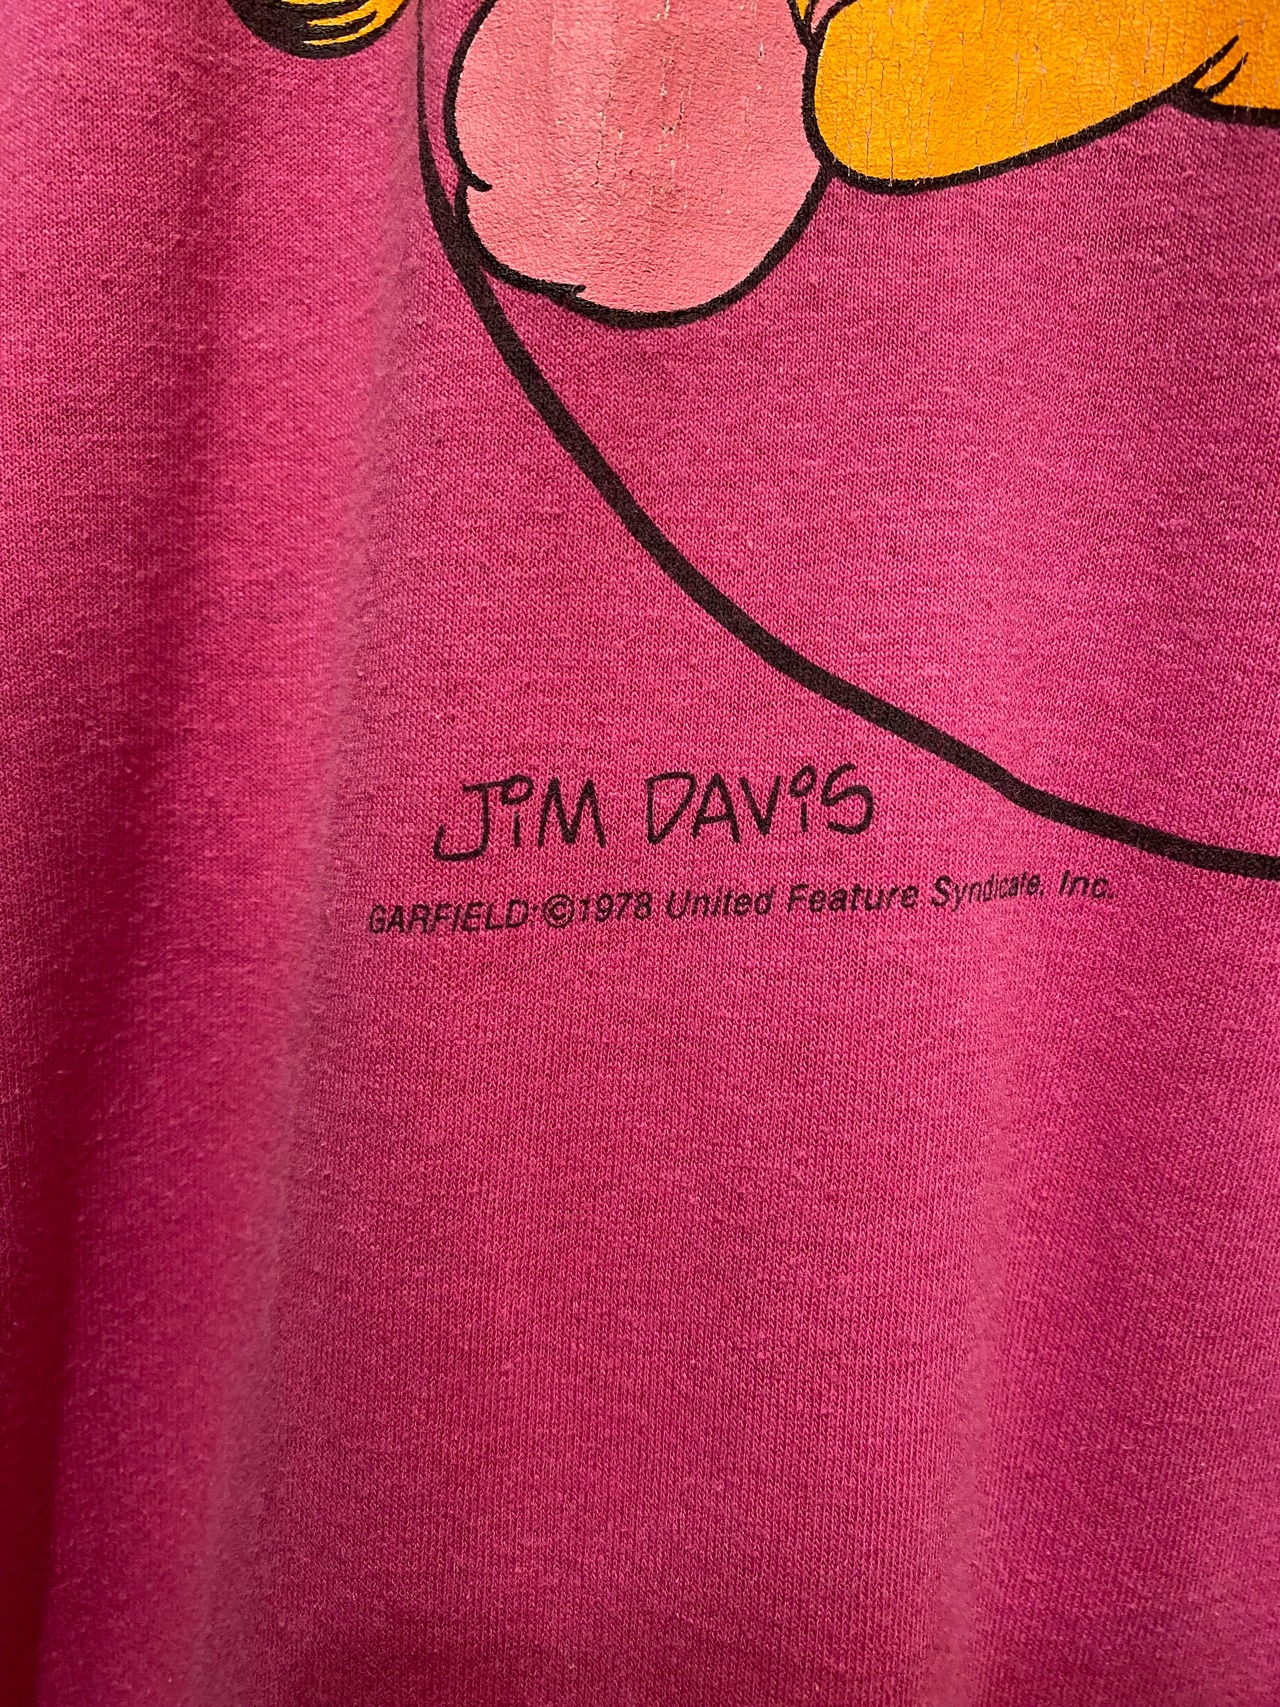 JiM DAViS
GARFIELD ©1978 United Feature Syndicate, Inc.